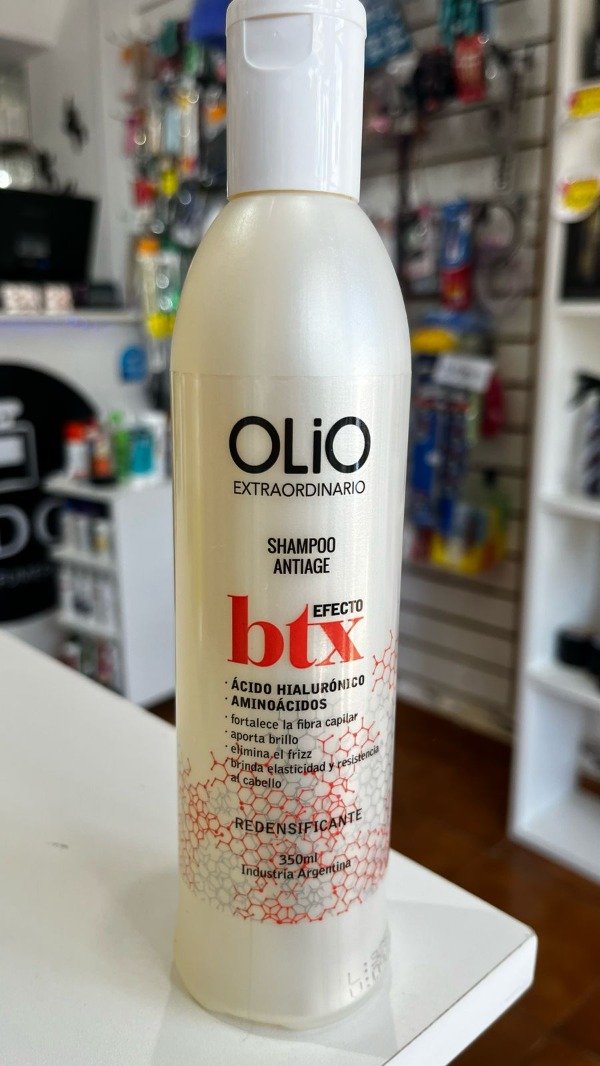 OLiO
EXTRAORDINARIO
SHAMPOO
ANTIAGE
EFECTO
btx
· ÁCIDO HIALURÓNICO
· AMINOÁCIDOS
· fortalece la fibra capilar
· aporta brillo
· elimina el frizz
· brinda elasticidad y resistencia
al cabello
REDENSIFICANTE
350ml
Industria Argentina